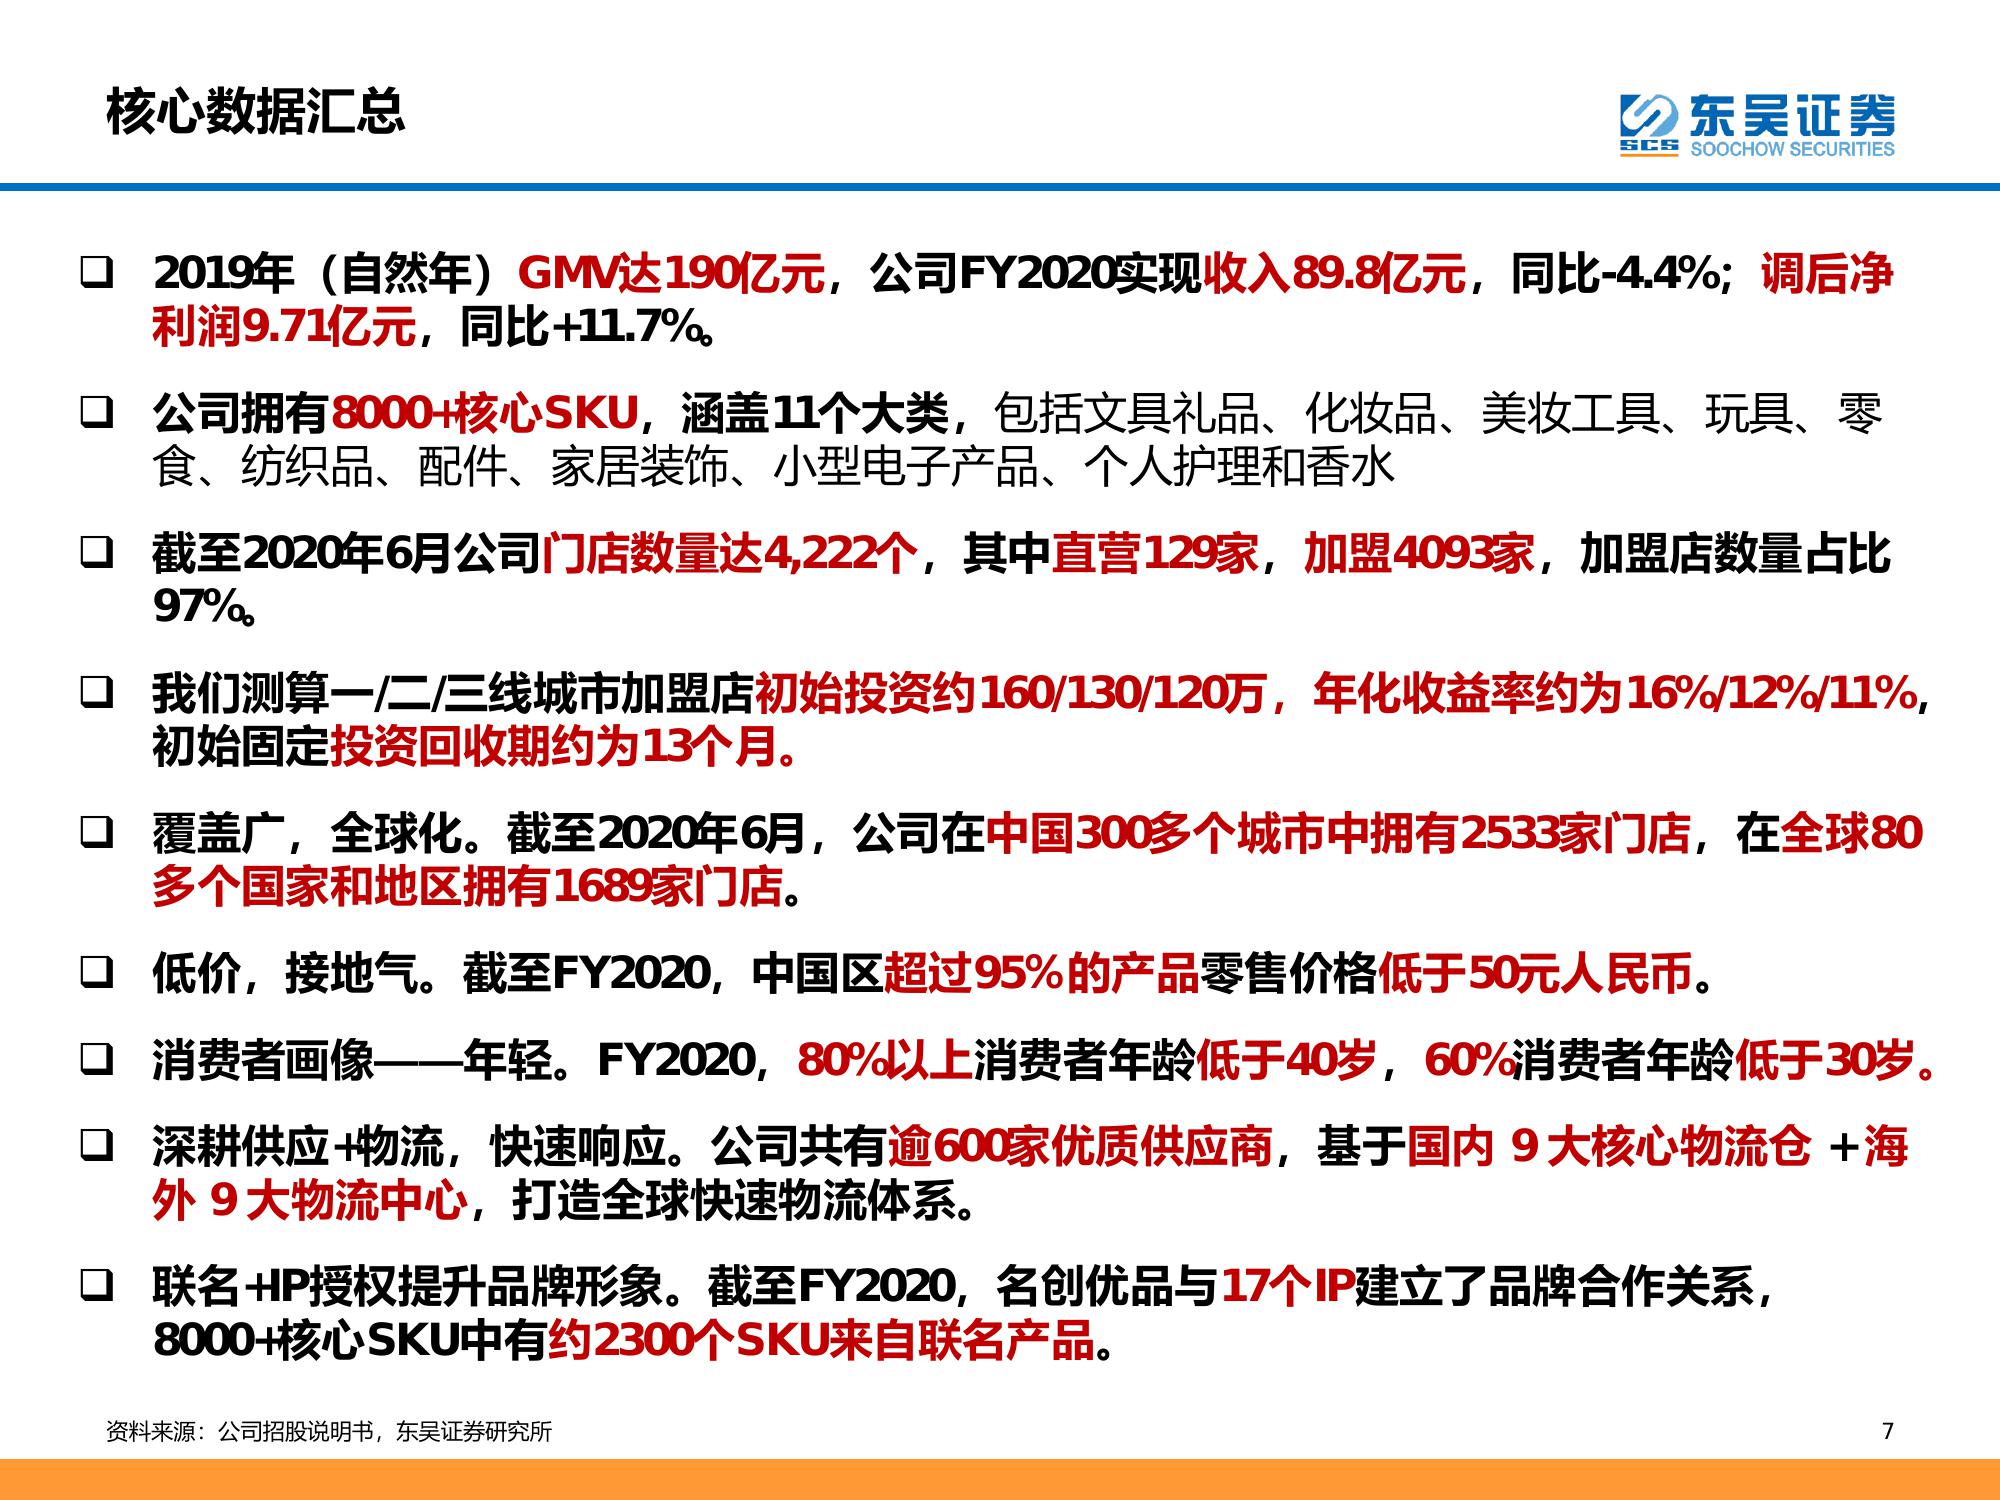 核心数据汇总
东吴证券
SCS
SOOCHOW SECURITIES
2019年（自然年）GMV达190亿元，公司FY2020实现收入89.8亿元，同比-4.4%；调后净
利润9.71亿元，同比+11.7%。
公司拥有8000+核心SKU，涵盖11个大类，包括文具礼品、化妆品、美妆工具、玩具、零
食、纺织品、配件、家居装饰、小型电子产品、个人护理和香水
截至2020年6月公司门店数量达4,222个，其中直营129家，加盟4093家，加盟店数量占比
97%。
我们测算一/二/三线城市加盟店初始投资约160/130/120万，年化收益率约为16%/12%/11%，
初始固定投资回收期约为13个月。
覆盖广，全球化。截至2020年6月，公司在中国300多个城市中拥有2533家门店，在全球80
多个国家和地区拥有1689家门店。
低价，接地气。截至FY2020，中国区超过95%的产品零售价格低于50元人民币。
消费者画像——年轻。FY2020，80%以上消费者年龄低于40岁，60%消费者年龄低于30岁。
深耕供应+物流，快速响应。公司共有逾600家优质供应商，基于国内 9 大核心物流仓 +海
外 9 大物流中心，打造全球快速物流体系。
联名+IP授权提升品牌形象。截至FY2020，名创优品与17个IP建立了品牌合作关系，
8000+核心SKU中有约2300个SKU来自联名产品。
资料来源：公司招股说明书，东吴证券研究所
7